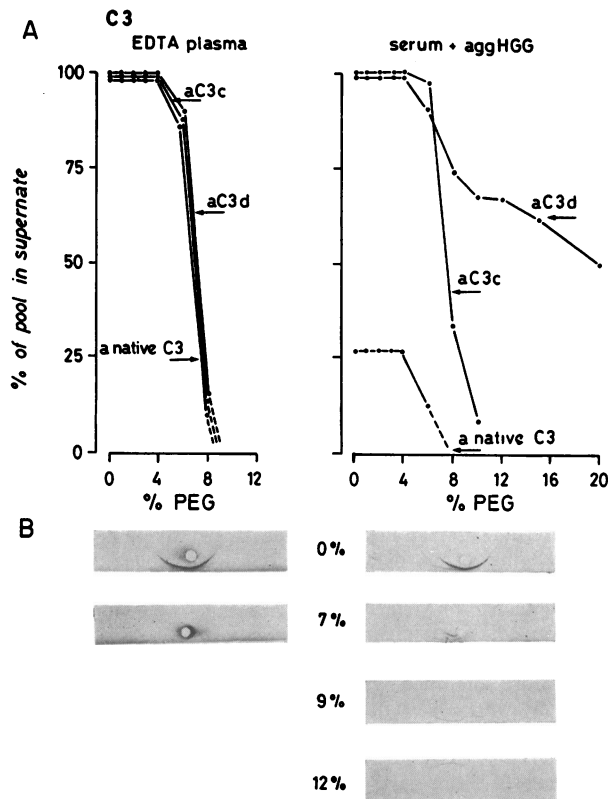 A
C3
EDTA plasma
serum + aggHGG
% of pool in supernate
100
75
50
25
0
aC3c
aC3d
a native C3
0 4 8 12
% PEG
aC3d
aC3c
a native C3
0 4 8 12 16 20
% PEG
B
0%
7%
9%
12%